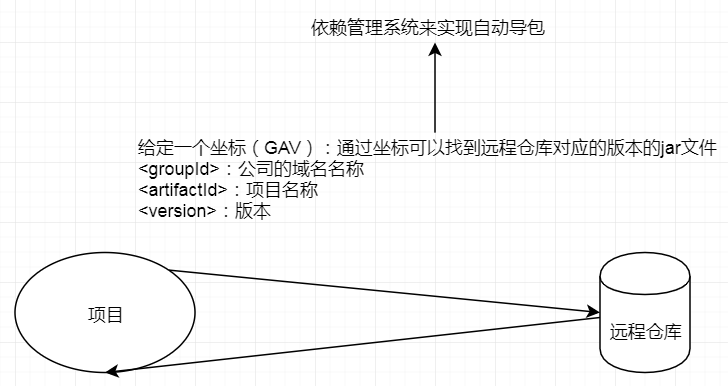 依赖管理系统来实现自动导包
给定一个坐标（GAV）：通过坐标可以找到远程仓库对应的版本的jar文件
<groupId>：公司的域名名称
<artifactId>：项目名称
<version>：版本
项目
远程仓库